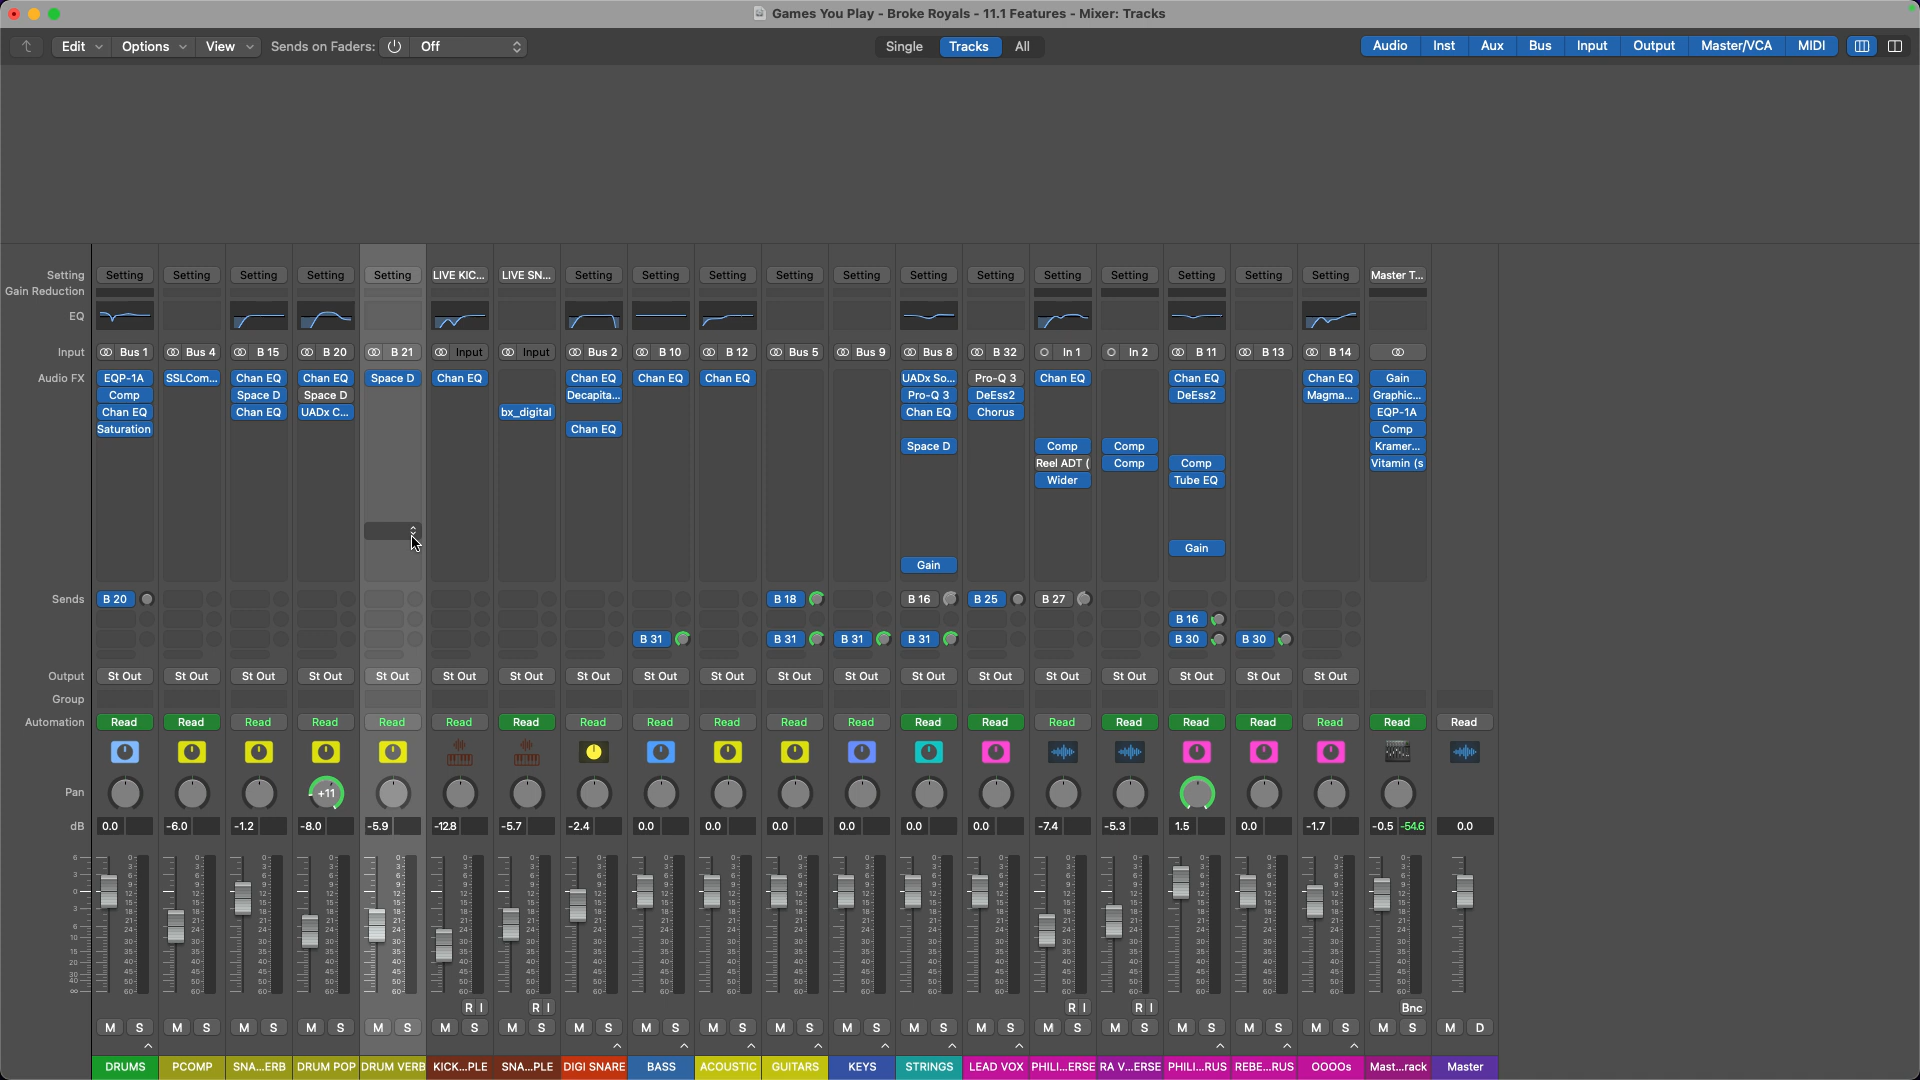 Games You Play - Broke Royals - 11.1 Features - Mixer: Tracks
Edit Options View Sends on Faders: Off Single Tracks All Audio Inst Aux Bus Input Output Master/VCA MIDI
Setting Setting Setting Setting Setting Setting LIVE KIC... LIVE SN... Setting Setting Setting Setting Setting Setting Setting Setting Setting Setting Setting Setting Master T...
Gain Reduction
EQ
Input Bus 1 Bus 4 B 15 B 20 B 21 Input Input Bus 2 B 10 B 12 Bus 5 Bus 9 Bus 8 B 32 In 1 In 2 B 11 B 13 B 14
Audio FX EQP-1A SSLCom... Chan EQ Chan EQ Space D Chan EQ Chan EQ Chan EQ Chan EQ UADx So... Pro-Q 3 Chan EQ Chan EQ Chan EQ Gain
Comp Space D Space D Decapita... Pro-Q 3 DeEss2 DeEss2 Magma... Graphic...
Chan EQ Chan EQ UADx C... bx_digital Chan EQ Chorus EQP-1A
Saturation Chan EQ Comp
Space D Comp Comp Kramer...
Reel ADT ( Comp Comp Vitamin (s
Wider Tube EQ
Gain
Gain
Sends B 20 B 18 B 16 B 25 B 27
B 16
B 31 B 31 B 31 B 31 B 30 B 30
Output St Out St Out St Out St Out St Out St Out St Out St Out St Out St Out St Out St Out St Out St Out St Out St Out St Out St Out St Out
Group
Automation Read Read Read Read Read Read Read Read Read Read Read Read Read Read Read Read Read Read Read Read Read
Pan +11
dB 0.0 -6.0 -1.2 -8.0 -5.9 -12.8 -5.7 -2.4 0.0 0.0 0.0 0.0 0.0 0.0 -7.4 -5.3 1.5 0.0 -1.7 -0.5 -54.6 0.0
R I R I R I R I Bnc
M S M S M S M S M S M S M S M S M S M S M S M S M S M S M S M S M S M S M S M S M D
DRUMS PCOMP SNA...ERB DRUM POP DRUM VERB KICK...PLE SNA...PLE DIGI SNARE BASS ACOUSTIC GUITARS KEYS STRINGS LEAD VOX PHILI...ERSE RA V...ERSE PHILI...RUS REBE...RUS OOOOs Mast...rack Master